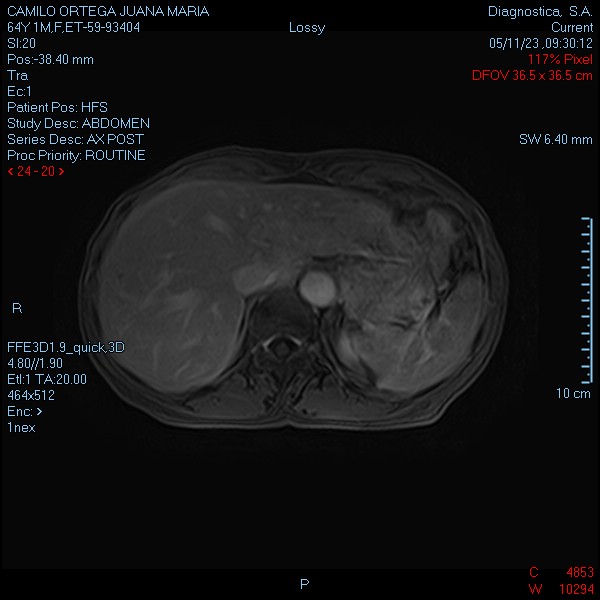 CAMILO ORTEGA JUANA MARIA
64Y 1M,F,ET-59-93404
SI:20
Pos:-38.40 mm
Tra
Ec:1
Patient Pos: HFS
Study Desc: ABDOMEN
Series Desc: AX POST
Proc Priority: ROUTINE
< 24 - 20 >
Lossy
Diagnostica, S.A.
Current
05/11/23 ,09:30:12
117% Pixel
DFOV 36.5 x 36.5 cm
SW 6.40 mm
R
FFE3D1.9_quick,3D
4.80//1.90
Etl:1 TA:20.00
464x512
Enc: >
1nex
10 cm
P
C 4853
W 10294